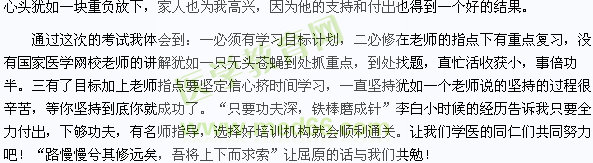 心头犹如一块重负放下，家人也为我高兴，因为他的支持和付出也得到一个好的结果。
通过这次的考试我体会到：一必须有学习目标计划，二必修在老师的指点下有重点复习，没
有国家医学网校老师的讲解犹如一只无头苍蝇到处抓重点，到处找题，直忙活收获小，事倍功
半。三有了目标加上老师指点要坚定信心挤时间学习，一直坚持犹如一个老师说的坚持的过程很
辛苦，等你坚持到底你就成功了。“只要功夫深，铁棒磨成针”李白小时候的经历告诉我只要全
力付出，下够功夫，有名师指导，选择好培训机构就会顺利通关。让我们学医的同仁们共同努力
吧！“路慢慢兮其修远矣，吾将上下而求索”让屈原的话与我们共勉！